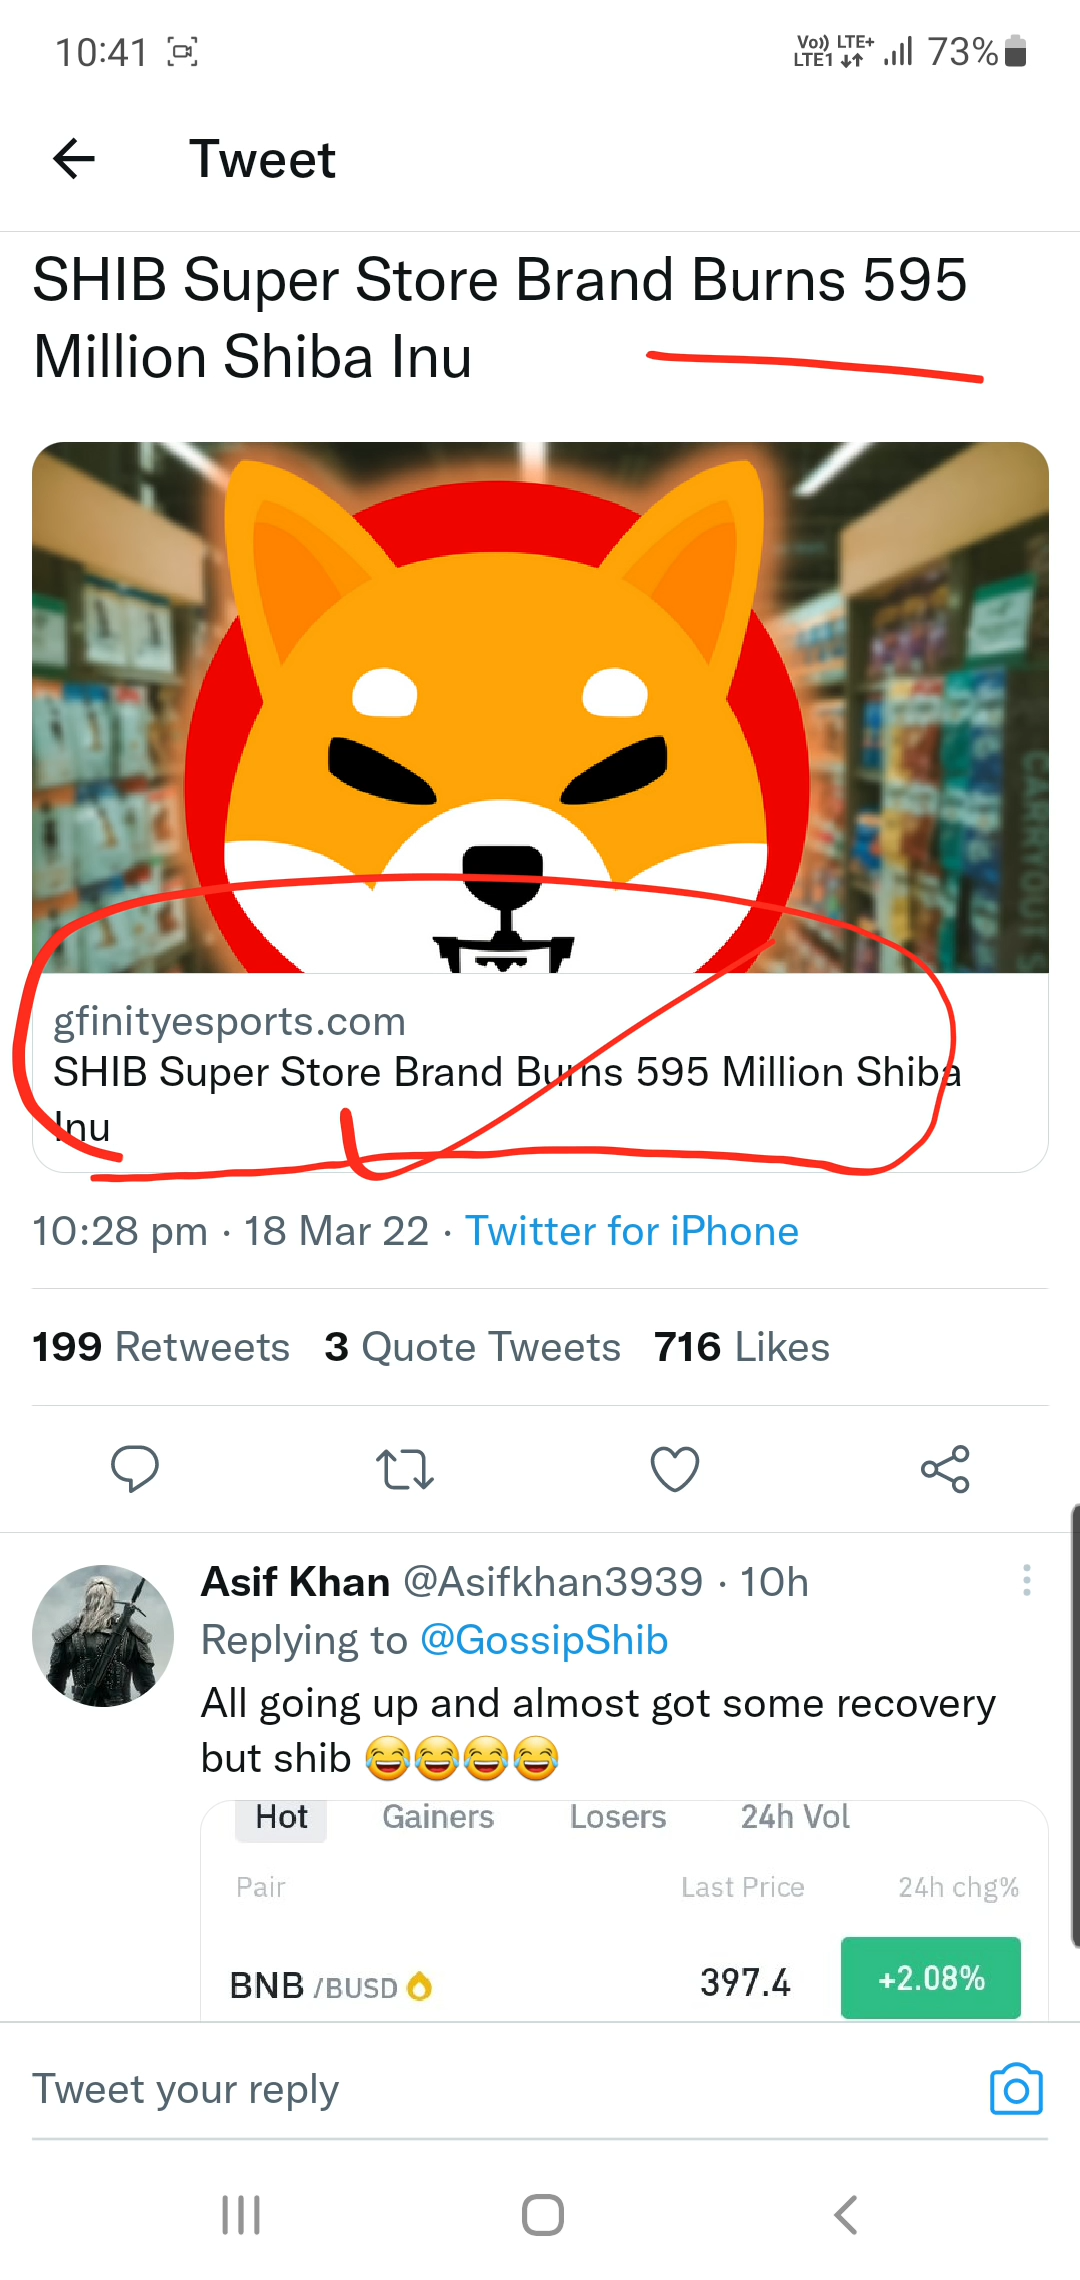 10:41
Vo)) LTE+
LTE1
73%
Tweet
SHIB Super Store Brand Burns 595
Million Shiba Inu
CARRYOUT S
gfinityesports.com
SHIB Super Store Brand Burns 595 Million Shiba
Inu
10:28 pm · 18 Mar 22 · Twitter for iPhone
199 Retweets 3 Quote Tweets 716 Likes
Asif Khan @Asifkhan3939 · 10h
Replying to @GossipShib
All going up and almost got some recovery
but shib 😂😂😂😂
Hot Gainers Losers 24h Vol
Pair Last Price 24h chg%
BNB /BUSD 397.4 +2.08%
Tweet your reply